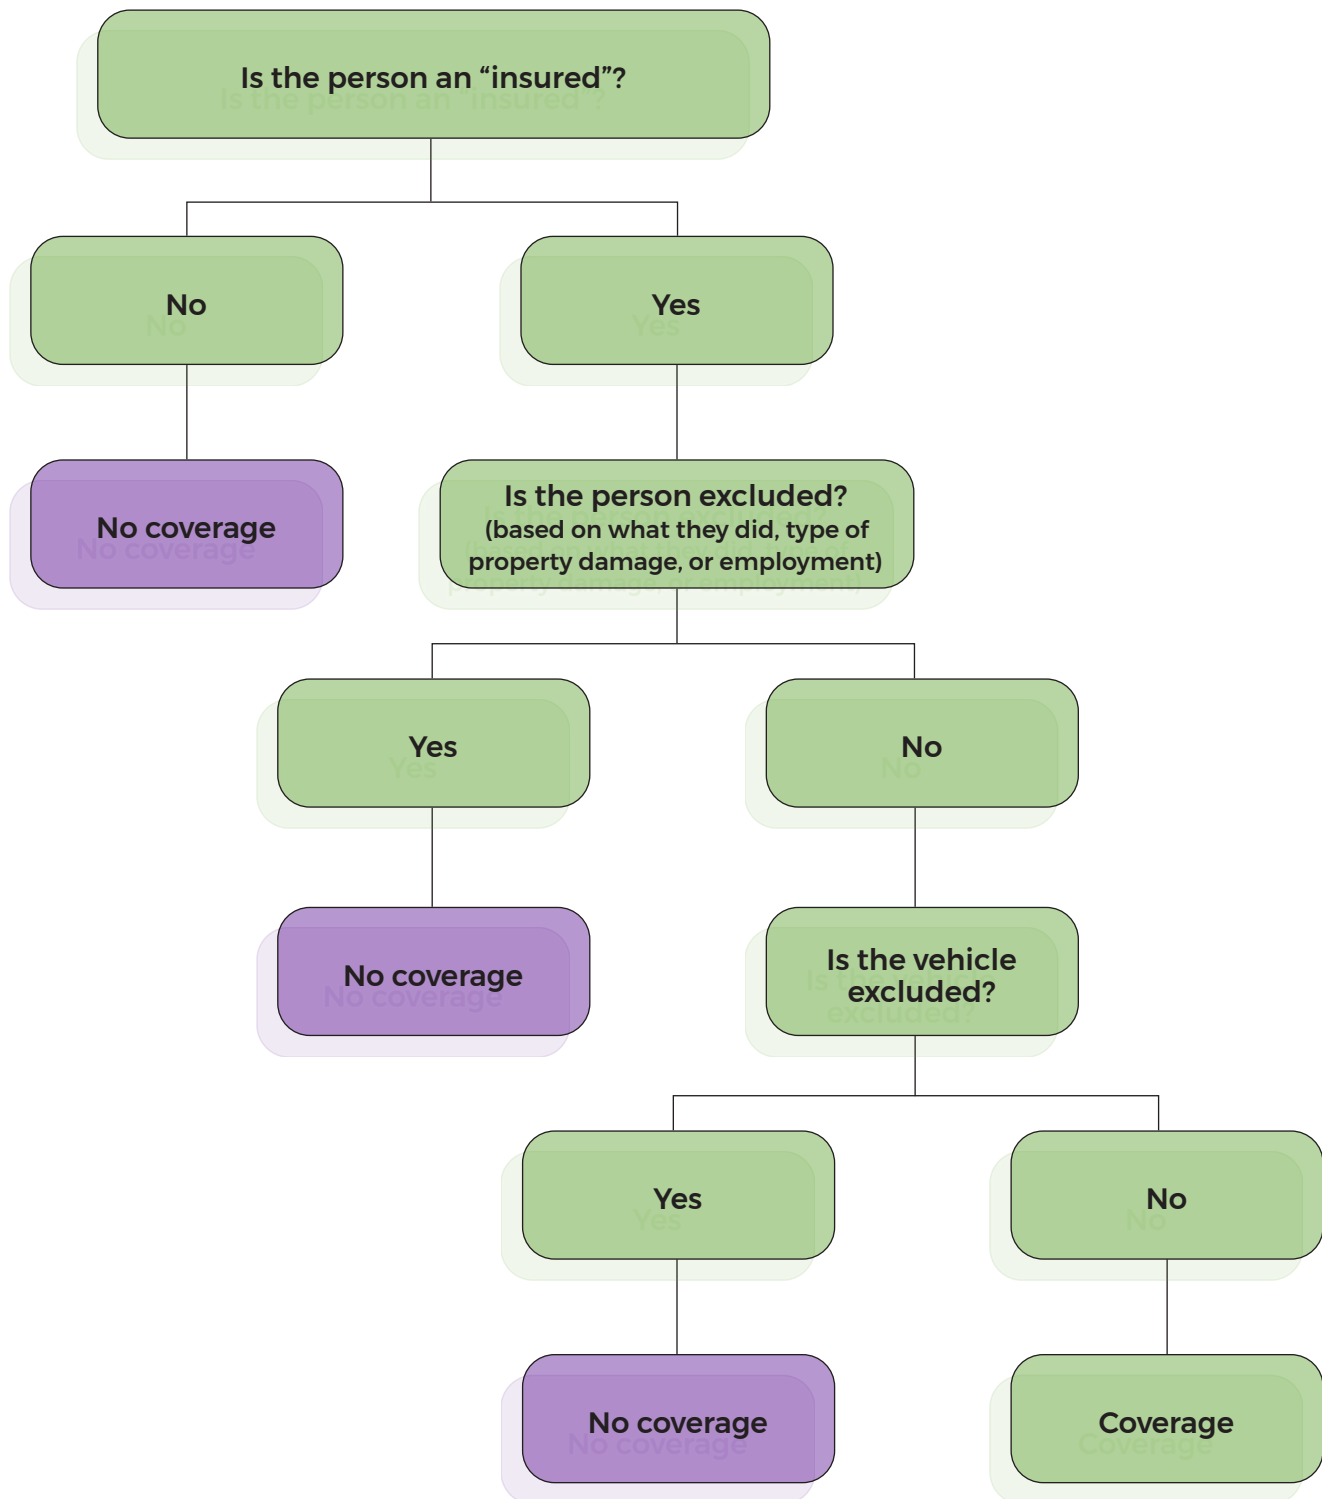 Is the person an “insured”?
No
Yes
No coverage
Is the person excluded?
(based on what they did, type of
property damage, or employment)
Yes
No
No coverage
Is the vehicle
excluded?
Yes
No
No coverage
Coverage